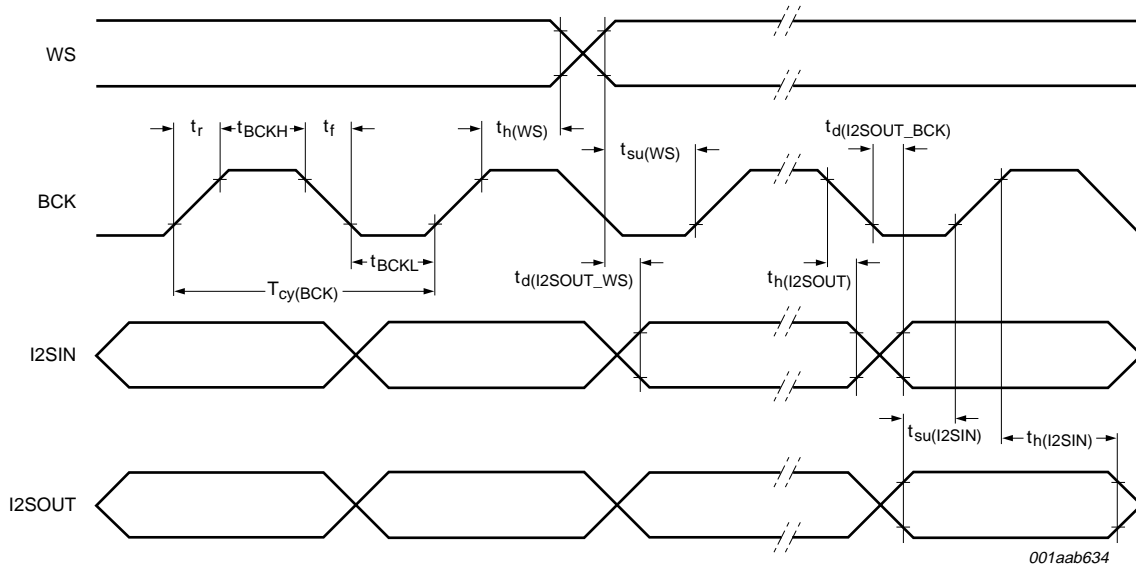 WS
t_r
t_BCKH
t_f
t_h(WS)
t_su(WS)
t_d(I2SOUT_BCK)
BCK
t_BCKL
T_cy(BCK)
t_d(I2SOUT_WS)
t_h(I2SOUT)
I2SIN
t_su(I2SIN)
t_h(I2SIN)
I2SOUT
001aab634